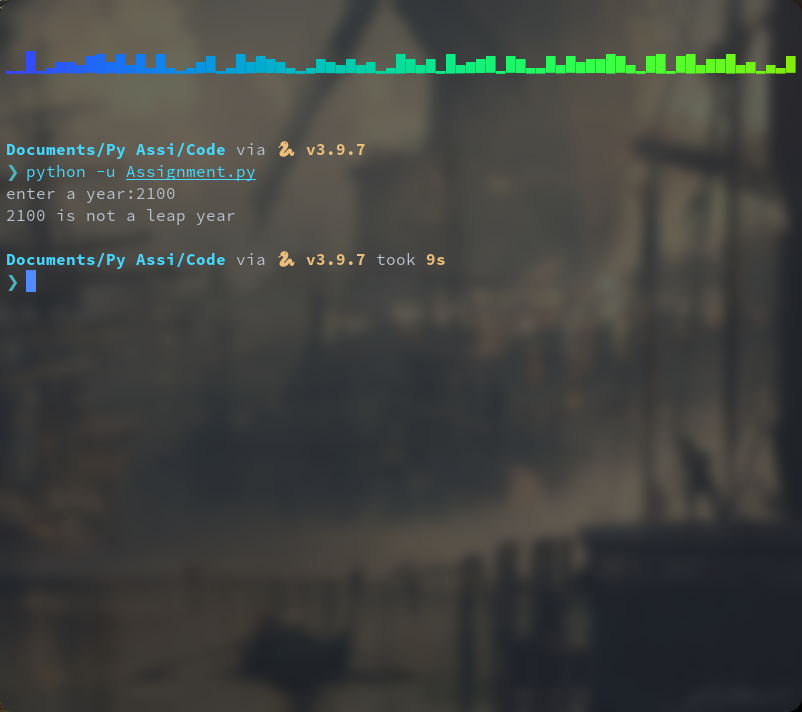 Documents/Py Assi/Code via 🐍 v3.9.7
❯ python -u Assignment.py
enter a year:2100
2100 is not a leap year
Documents/Py Assi/Code via 🐍 v3.9.7 took 9s
❯